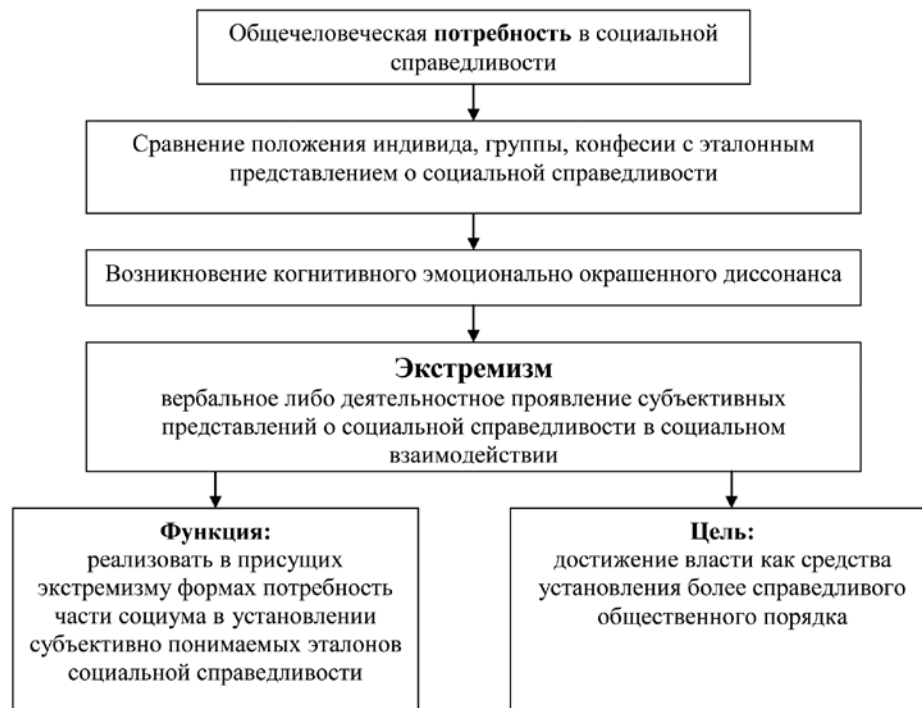 Общечеловеческая потребность в социальной
справедливости
Сравнение положения индивида, группы, конфесии с эталонным
представлением о социальной справедливости
Возникновение когнитивного эмоционально окрашенного диссонанса
Экстремизм
вербальное либо деятельностное проявление субъективных
представлений о социальной справедливости в социальном
взаимодействии
Функция:
реализовать в присущих
экстремизму формах потребность
части социума в установлении
субъективно понимаемых эталонов
социальной справедливости
Цель:
достижение власти как средства
установления более справедливого
общественного порядка